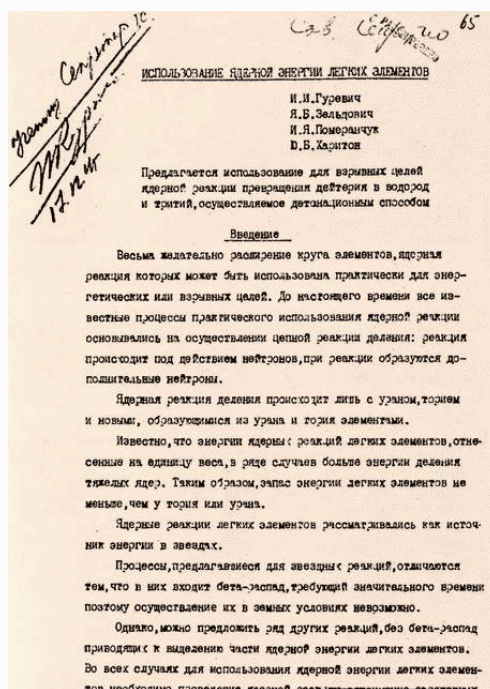 Сов. Секретно
65
Ученому Секретарю
17.12.45
ИСПОЛЬЗОВАНИЕ ЯДЕРНОЙ ЭНЕРГИИ ЛЕГКИХ ЭЛЕМЕНТОВ
И.И.Гуревич
Я.Б.Зельдович
И.Я.Померанчук
Ю.Б.Харитон
Предлагается использование для взрывных целей
ядерной реакции превращения дейтерия в водород
и тритий,осуществляемое детонационным способом
Введение
Весьма желательно расширение круга элементов,ядерная
реакция которых может быть использована практически для энер-
гетических или взрывных целей. До настоящего времени все из-
вестные процессы практического использования ядерной реакции
основывались на осуществлении цепной реакции деления: реакция
происходит под действием нейтронов,при реакции образуются до-
полнительные нейтроны.
Ядерная реакция деления происходит лишь с ураном,торием
и новыми, образующимися из урана и тория элементами.
Известно,что энергии ядерных реакций легких элементов,отне-
сенные на единицу веса,в ряде случаев больше энергии деления
тяжелых ядер. Таким образом,запас энергии легких элементов не
меньше,чем у тория или урана.
Ядерные реакции легких элементов рассматривались как источ-
ник энергии в звездах.
Процессы,предлагавшиеся для звездных реакций,отличаются
тем,что в них входит бета-распад,требующий значительного времени
поэтому осуществление их в земных условиях невозможно.
Однако,можно предложить ряд других реакций,без бета-распад
приводящих к выделению части ядерной энергии легких элементов.
Во всех случаях для использования ядерной энергии легких элемен-